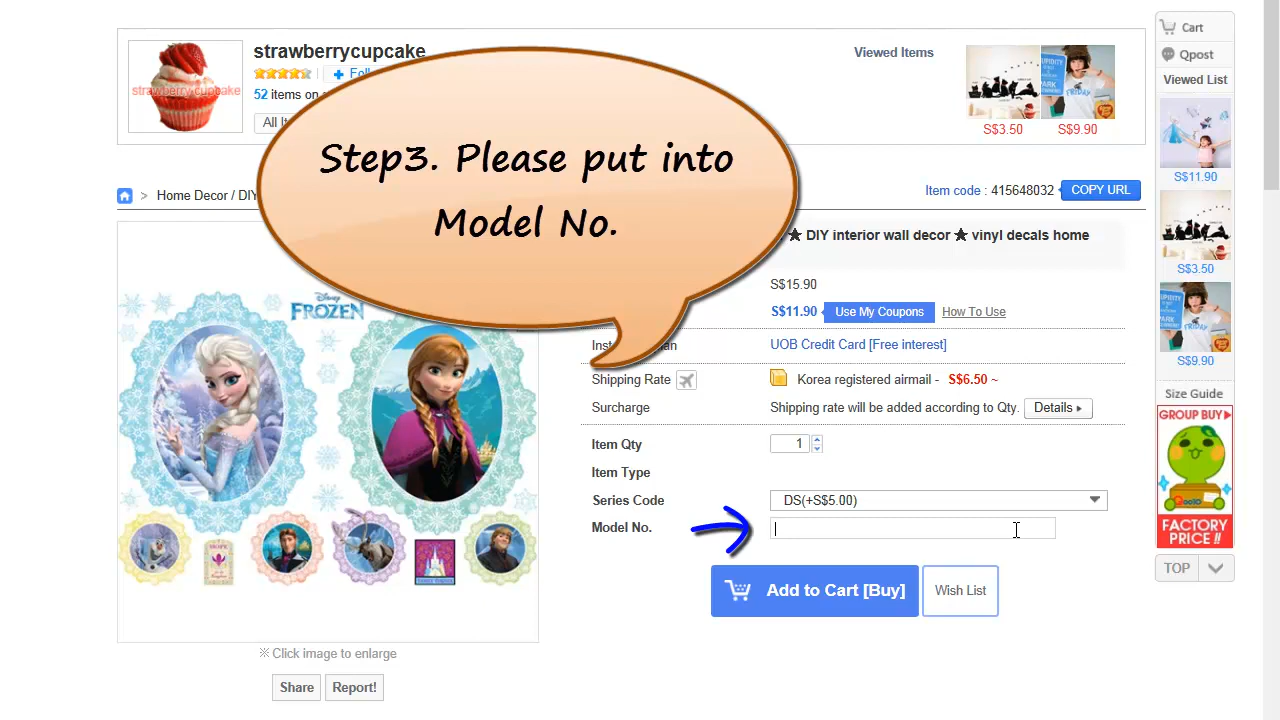 strawberrycupcake
strawberry cupcake
52 items on
Step3. Please put into
Model No.
Viewed Items
S$3.50
S$9.90
Cart
Qpost
Viewed List
S$11.90
S$3.50
S$9.90
Size Guide
GROUP BUY
Qoo10
FACTORY
PRICE !!
TOP
> Home Decor / DIY
Item code : 415648032
COPY URL
★ DIY interior wall decor ★ vinyl decals home
S$15.90
S$11.90
Use My Coupons
How To Use
UOB Credit Card [Free interest]
Shipping Rate
Korea registered airmail - S$6.50 ~
Surcharge
Shipping rate will be added according to Qty.
Details
Item Qty
1
Item Type
Series Code
DS(+S$5.00)
Model No.
Add to Cart [Buy]
Wish List
Disney
FROZEN
※ Click image to enlarge
Share
Report!